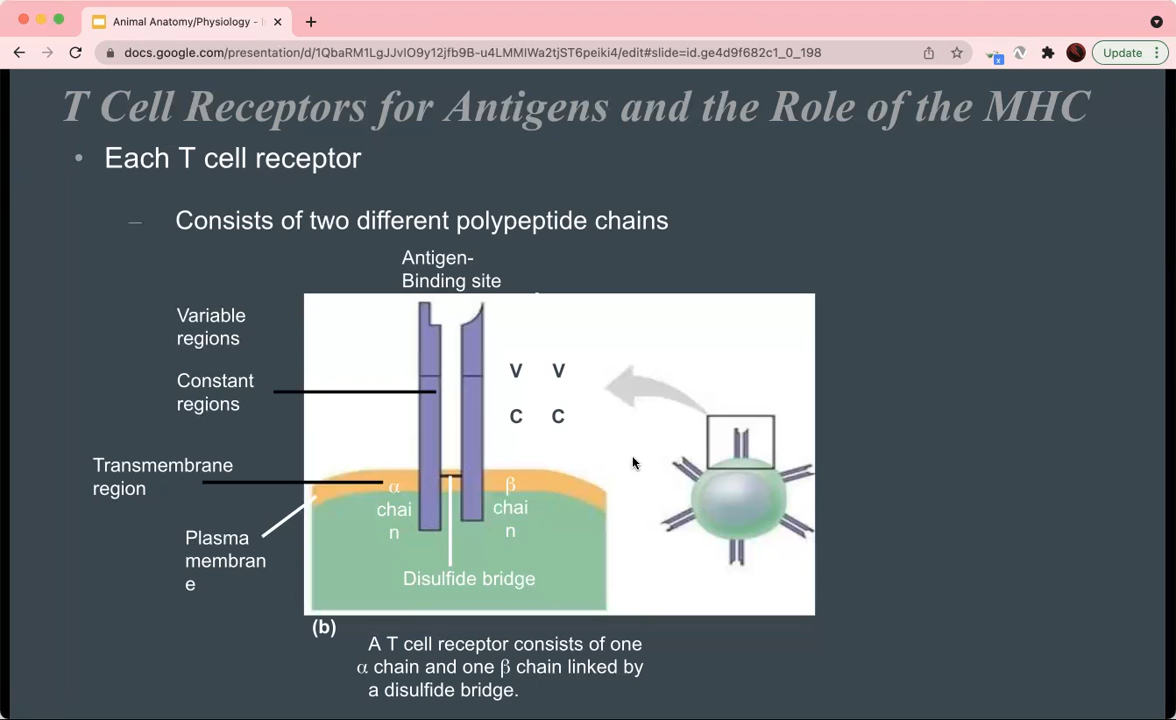 Animal Anatomy/Physiology - I
docs.google.com/presentation/d/1QbaRM1LgJJvIO9y12jfb9B-u4LMMIWa2tjST6peiki4/edit#slide=id.ge4d9f682c1_0_198
Update
T Cell Receptors for Antigens and the Role of the MHC
• Each T cell receptor
– Consists of two different polypeptide chains
Antigen-
Binding site
Variable
regions
Constant
regions
V V
C C
Transmembrane
region
α
chai
n
β
chai
n
Plasma
membran
e
Disulfide bridge
(b)
A T cell receptor consists of one
α chain and one β chain linked by
a disulfide bridge.